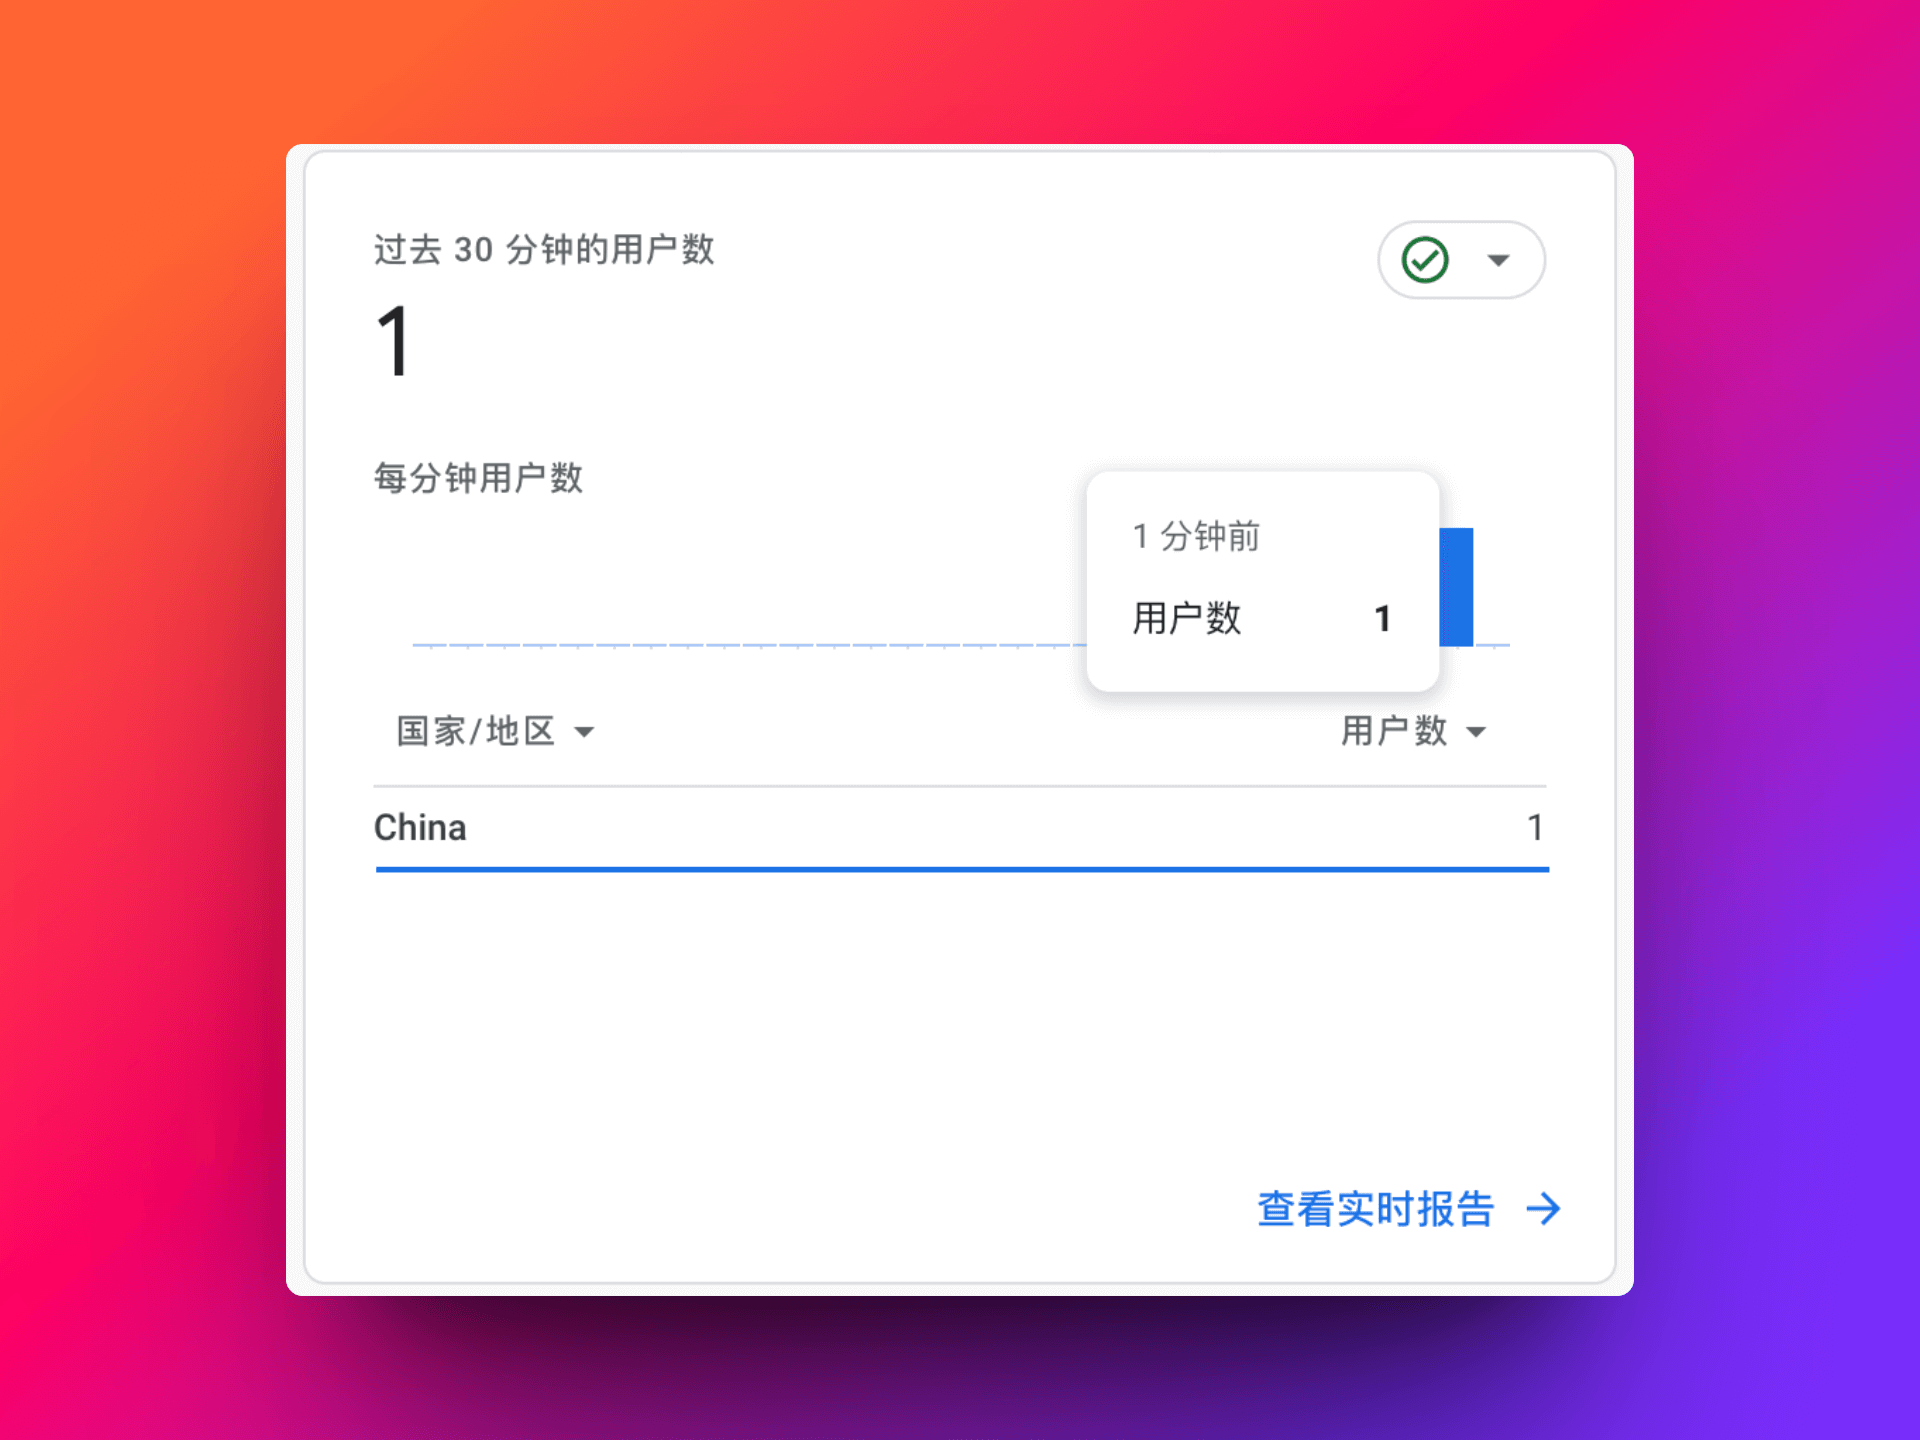 过去 30 分钟的用户数
1
每分钟用户数
1 分钟前
用户数 1
国家/地区 用户数
China 1
查看实时报告